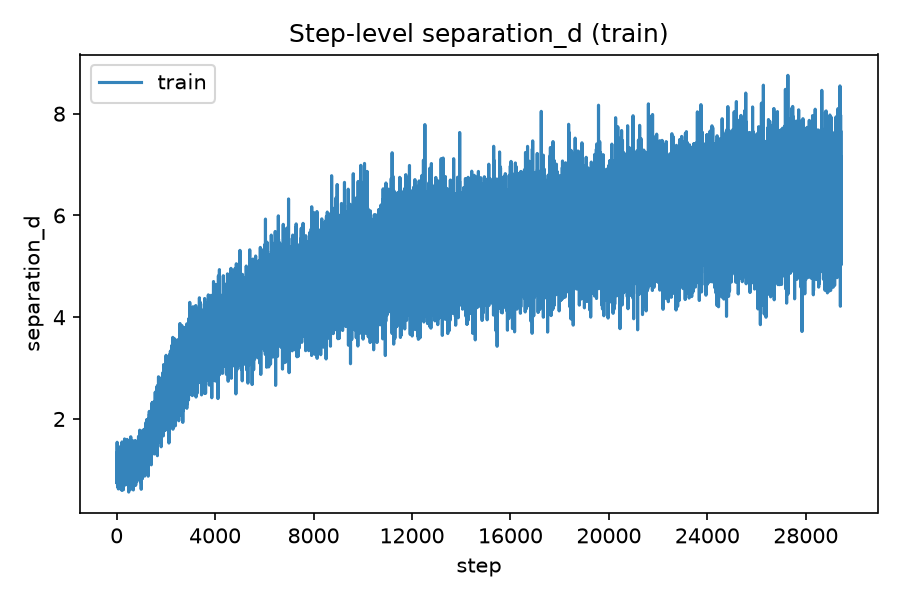 Step-level separation_d (train)
train
separation_d
8
6
4
2
0 4000 8000 12000 16000 20000 24000 28000
step